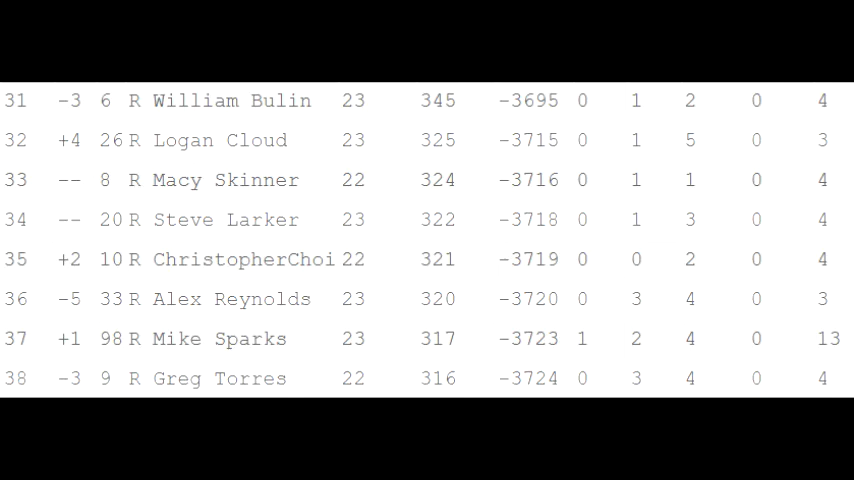 31 -3 6 R William Bulin 23 345 -3695 0 1 2 0 4
32 +4 26 R Logan Cloud 23 325 -3715 0 1 5 0 3
33 -- 8 R Macy Skinner 22 324 -3716 0 1 1 0 4
34 -- 20 R Steve Larker 23 322 -3718 0 1 3 0 4
35 +2 10 R ChristopherChoi 22 321 -3719 0 0 2 0 4
36 -5 33 R Alex Reynolds 23 320 -3720 0 3 4 0 3
37 +1 98 R Mike Sparks 23 317 -3723 1 2 4 0 13
38 -3 9 R Greg Torres 22 316 -3724 0 3 4 0 4